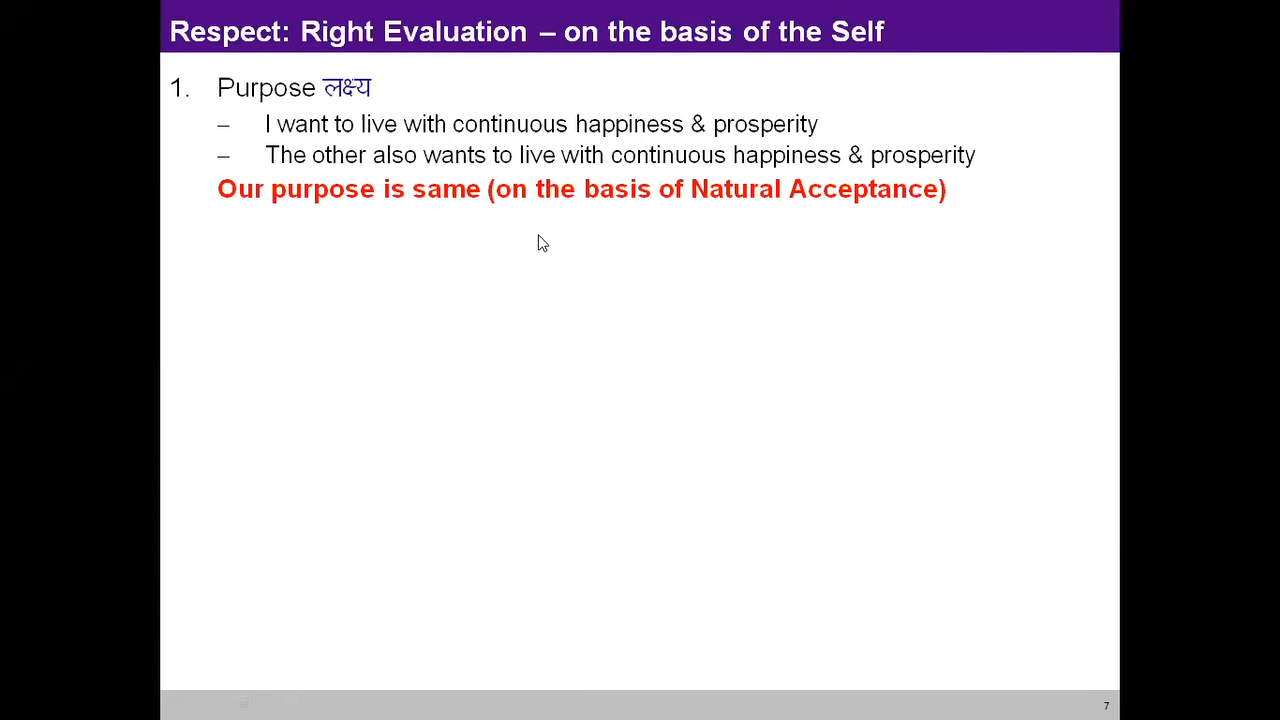 Respect: Right Evaluation – on the basis of the Self
1. Purpose लक्ष्य
– I want to live with continuous happiness & prosperity
– The other also wants to live with continuous happiness & prosperity
Our purpose is same (on the basis of Natural Acceptance)
7